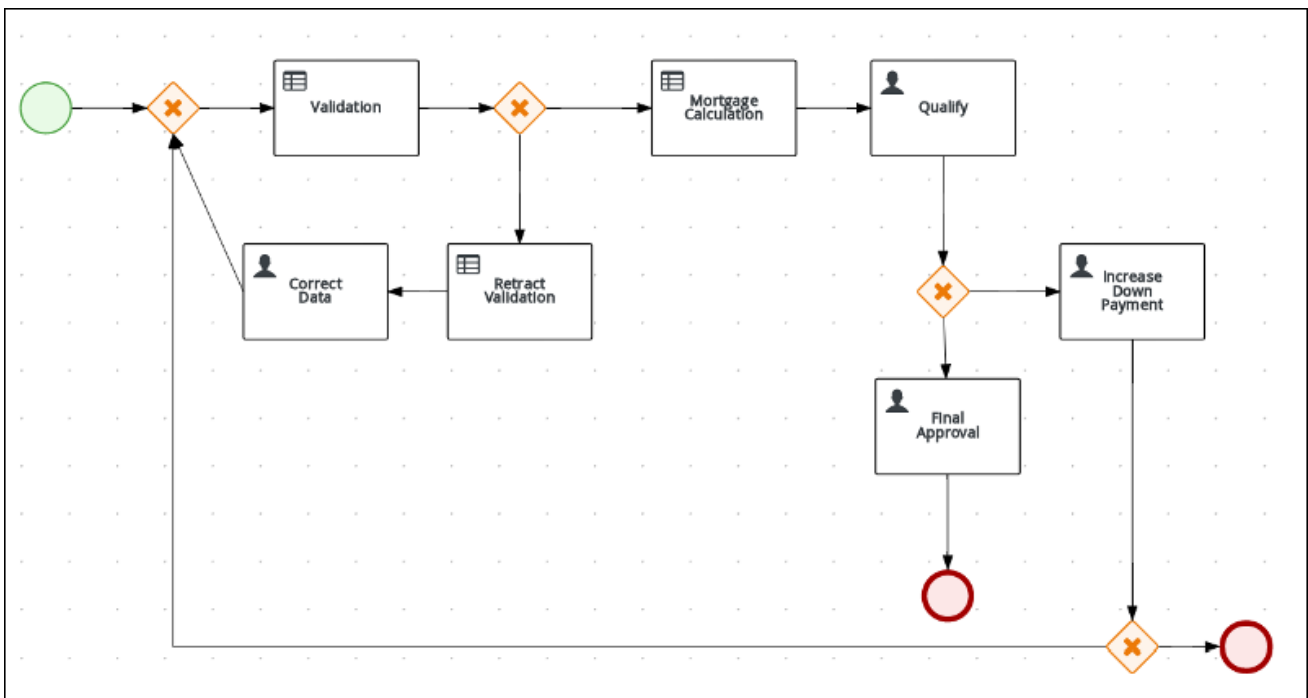 Validation
Mortgage
Calculation
Qualify
Correct
Data
Retract
Validation
Increase
Down
Payment
Final
Approval